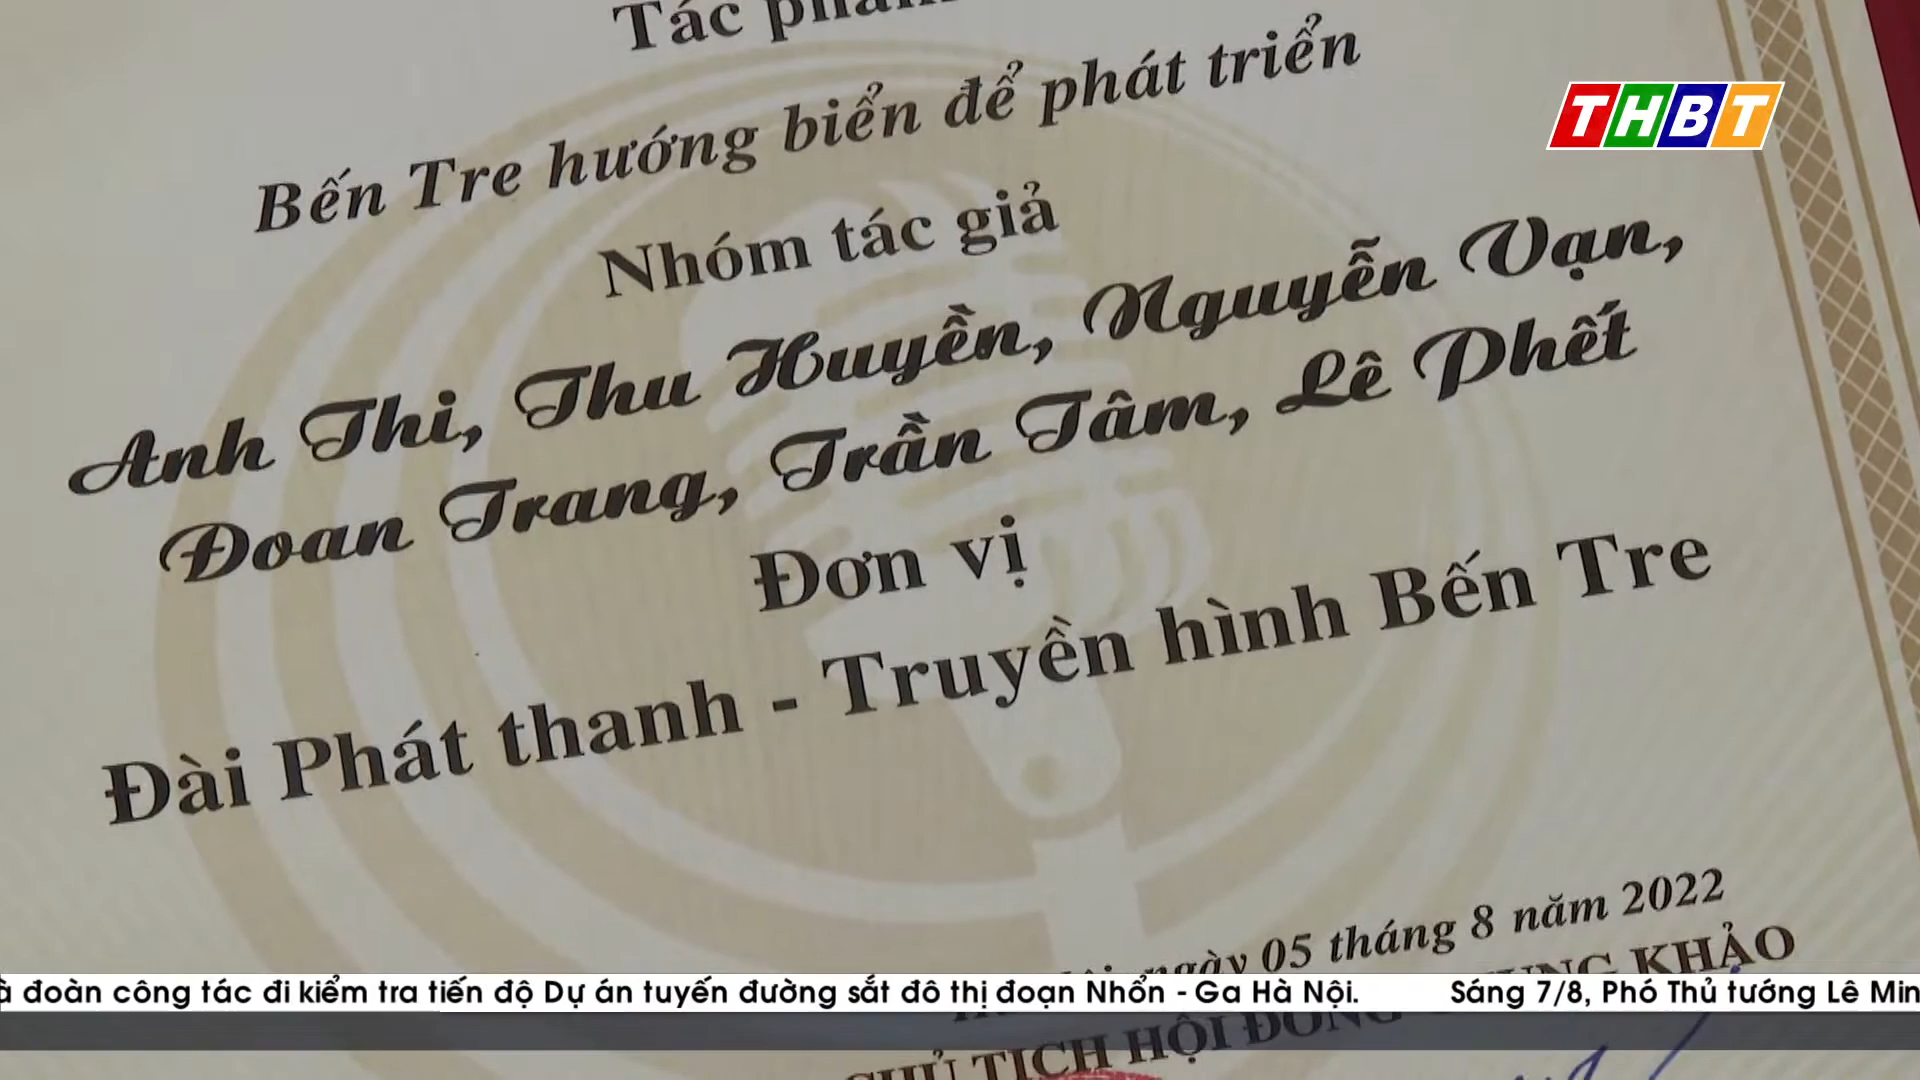 Tác phẩm
Bến Tre hướng biển để phát triển
THBT
Nhóm tác giả
Anh Thi, Thu Huyền, Nguyễn Vạn,
Đoan Trang, Trần Tâm, Lê Phết
Đơn vị
Đài Phát thanh - Truyền hình Bến Tre
ngày 05 tháng 8 năm 2022
CHỦ TỊCH HỘI ĐỒNG CHUNG KHẢO
đoàn công tác đi kiểm tra tiến độ Dự án tuyến đường sắt đô thị đoạn Nhổn - Ga Hà Nội. Sáng 7/8, Phó Thủ tướng Lê Min